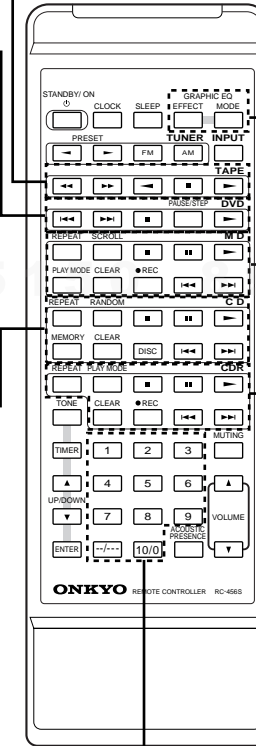 GRAPHIC EQ
STANDBY/ ON CLOCK SLEEP EFFECT MODE
PRESET TUNER INPUT
FM AM
TAPE
PAUSE/STEP DVD
REPEAT SCROLL M D
PLAY MODE CLEAR ●REC
REPEAT RANDOM C D
MEMORY CLEAR
DISC
REPEAT PLAY MODE CDR
TONE CLEAR ●REC
MUTING
TIMER 1 2 3
4 5 6
UP/DOWN
7 8 9 VOLUME
ACOUSTIC
PRESENCE
ENTER --/--- 10/0
ONKYO REMOTE CONTROLLER RC-456S